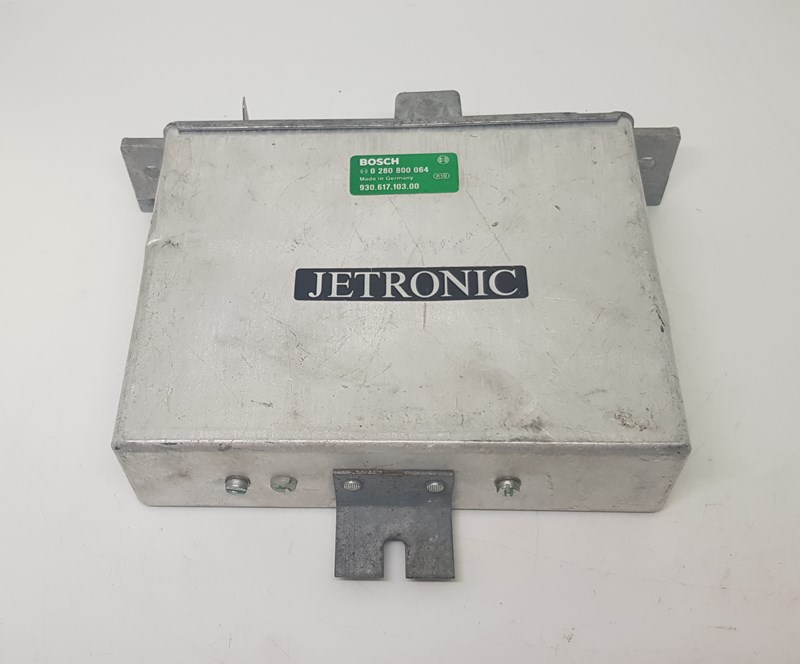 BOSCH
0 280 800 064
Made in Germany
930.617.103.00
JETRONIC